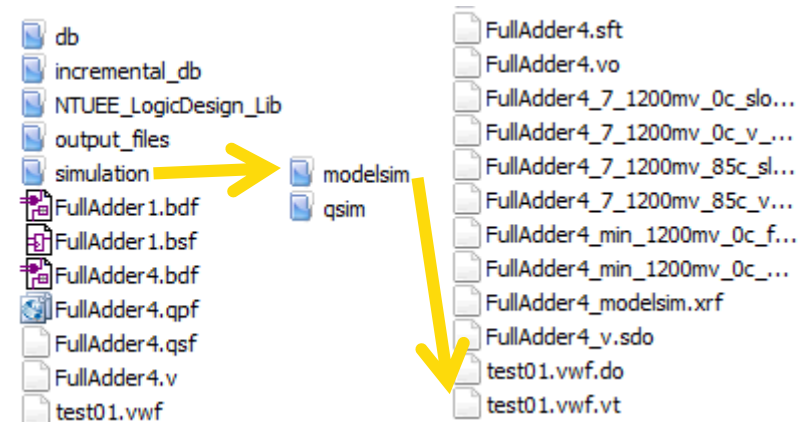 db
incremental_db
NTUEE_LogicDesign_Lib
output_files
simulation
FullAdder1.bdf
FullAdder1.bsf
FullAdder4.bdf
FullAdder4.qpf
FullAdder4.qsf
FullAdder4.v
test01.vwf
modelsim
qsim
FullAdder4.sft
FullAdder4.vo
FullAdder4_7_1200mv_0c_slo...
FullAdder4_7_1200mv_0c_v_...
FullAdder4_7_1200mv_85c_sl...
FullAdder4_7_1200mv_85c_v...
FullAdder4_min_1200mv_0c_f...
FullAdder4_min_1200mv_0c_...
FullAdder4_modelsim.xrf
FullAdder4_v.sdo
test01.vwf.do
test01.vwf.vt